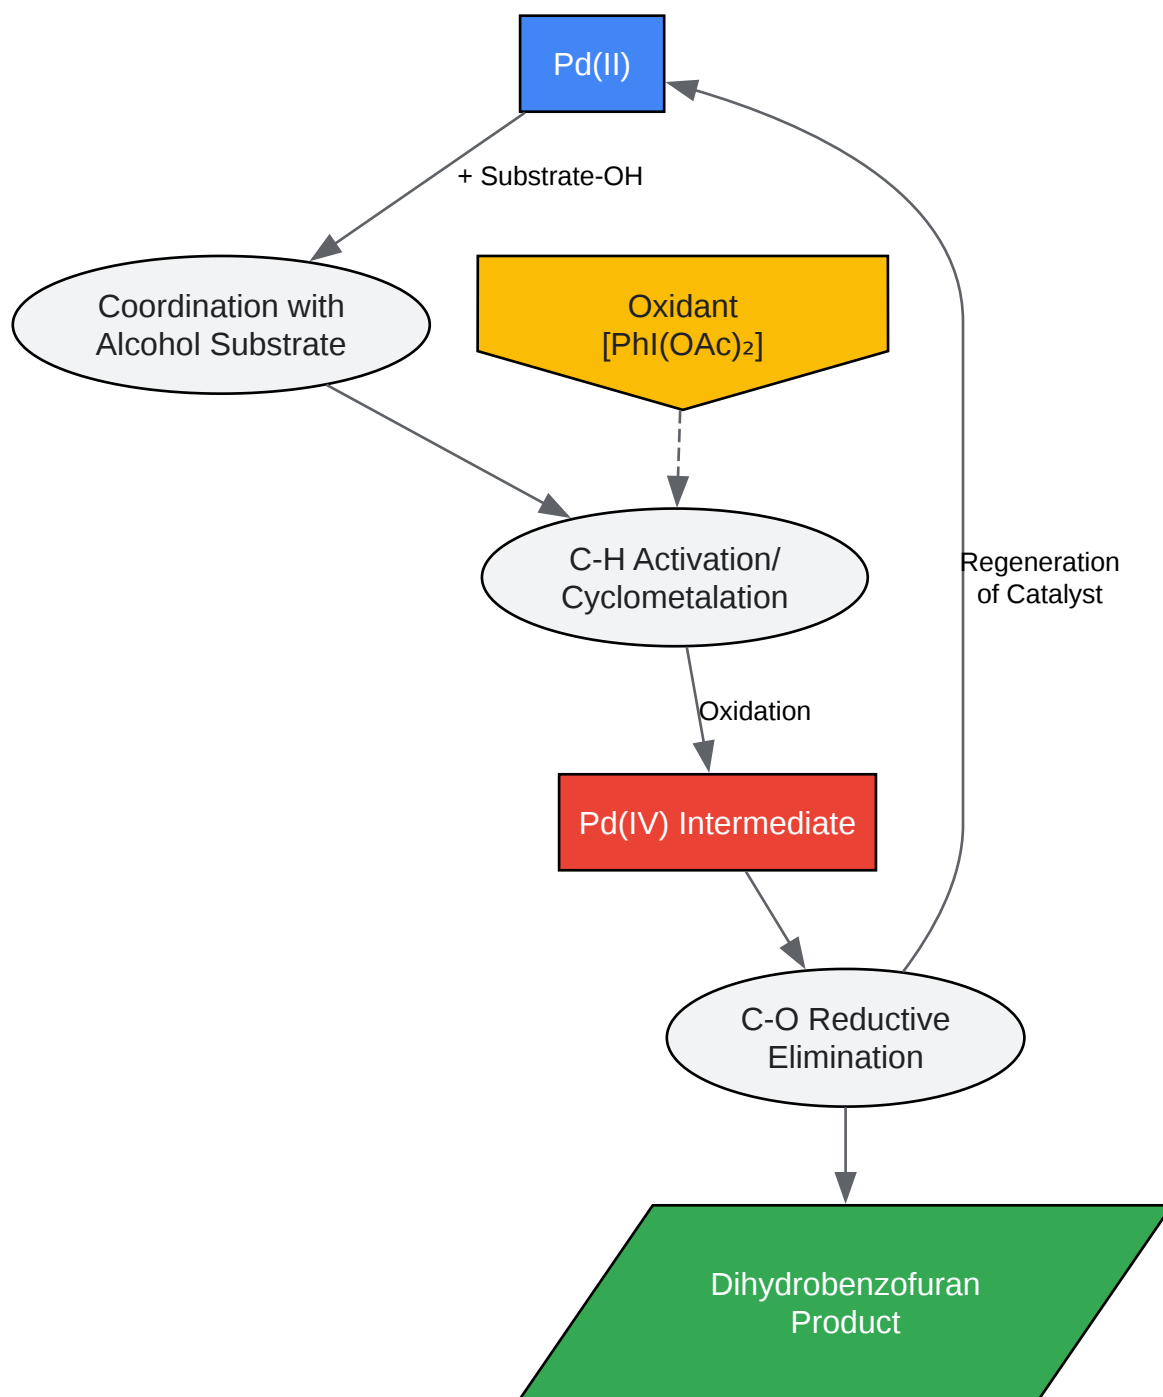 Pd(II)
+ Substrate-OH
Coordination with
Alcohol Substrate
Oxidant
[PhI(OAc)₂]
C-H Activation/
Cyclometalation
Regeneration
of Catalyst
Oxidation
Pd(IV) Intermediate
C-O Reductive
Elimination
Dihydrobenzofuran
Product